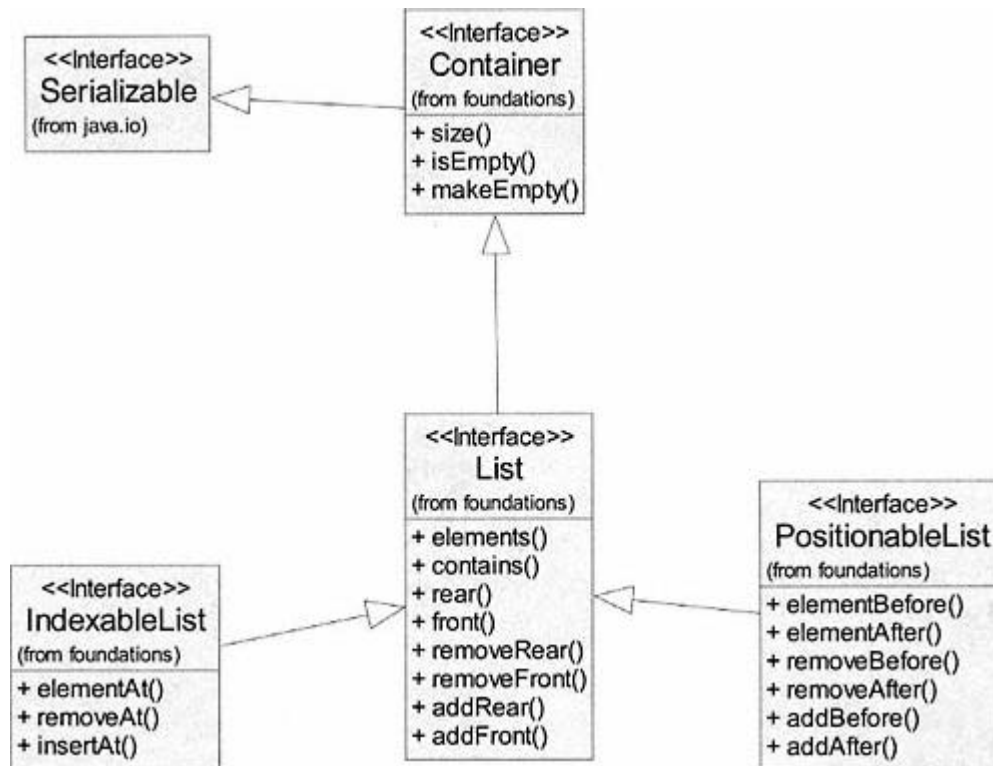 <<Interface>>
Serializable
(from java.io)
<<Interface>>
Container
(from foundations)
+ size()
+ isEmpty()
+ makeEmpty()
<<Interface>>
List
(from foundations)
+ elements()
+ contains()
+ rear()
+ front()
+ removeRear()
+ removeFront()
+ addRear()
+ addFront()
<<Interface>>
IndexableList
(from foundations)
+ elementAt()
+ removeAt()
+ insertAt()
<<Interface>>
PositionableList
(from foundations)
+ elementBefore()
+ elementAfter()
+ removeBefore()
+ removeAfter()
+ addBefore()
+ addAfter()